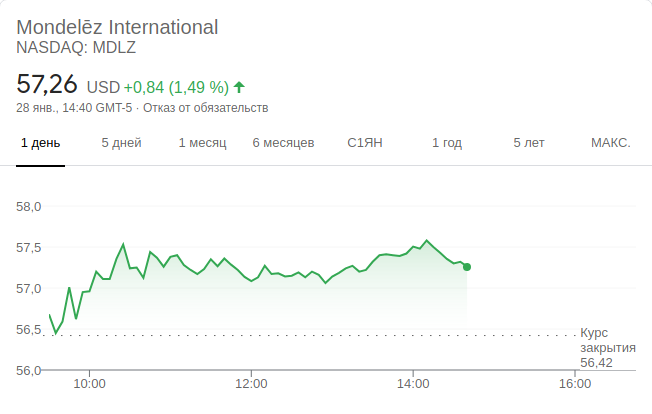 Mondelēz International
NASDAQ: MDLZ
57,26 USD +0,84 (1,49 %)
28 янв., 14:40 GMT-5 · Отказ от обязательств
1 день 5 дней 1 месяц 6 месяцев С1ЯН 1 год 5 лет МАКС.
58,0
57,5
57,0
56,5
56,0
Курс
закрытия
56,42
10:00 12:00 14:00 16:00